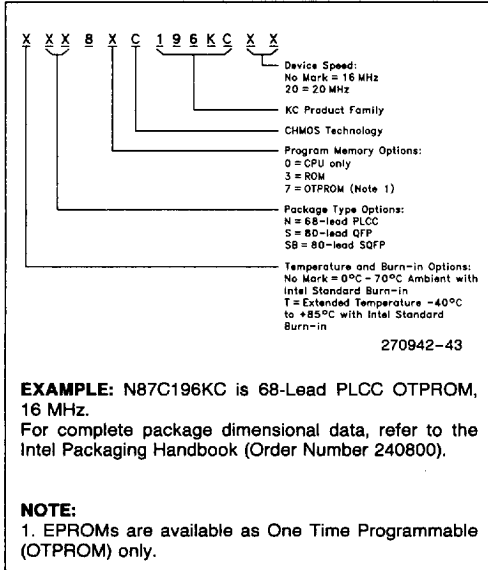 X XX 8 X C 196KC XX
Device Speed:
No Mark = 16 MHz
20 = 20 MHz
KC Product Family
CHMOS Technology
Program Memory Options:
0 = CPU only
3 = ROM
7 = OTPROM (Note 1)
Package Type Options:
N = 68-lead PLCC
S = 80-lead QFP
SB = 80-lead SQFP
Temperature and Burn-in Options:
No Mark = 0°C - 70°C Ambient with
Intel Standard Burn-in
T = Extended Temperature -40°C
to +85°C with Intel Standard
Burn-in
270942-43
EXAMPLE: N87C196KC is 68-Lead PLCC OTPROM,
16 MHz.
For complete package dimensional data, refer to the
Intel Packaging Handbook (Order Number 240800).
NOTE:
1. EPROMs are available as One Time Programmable
(OTPROM) only.